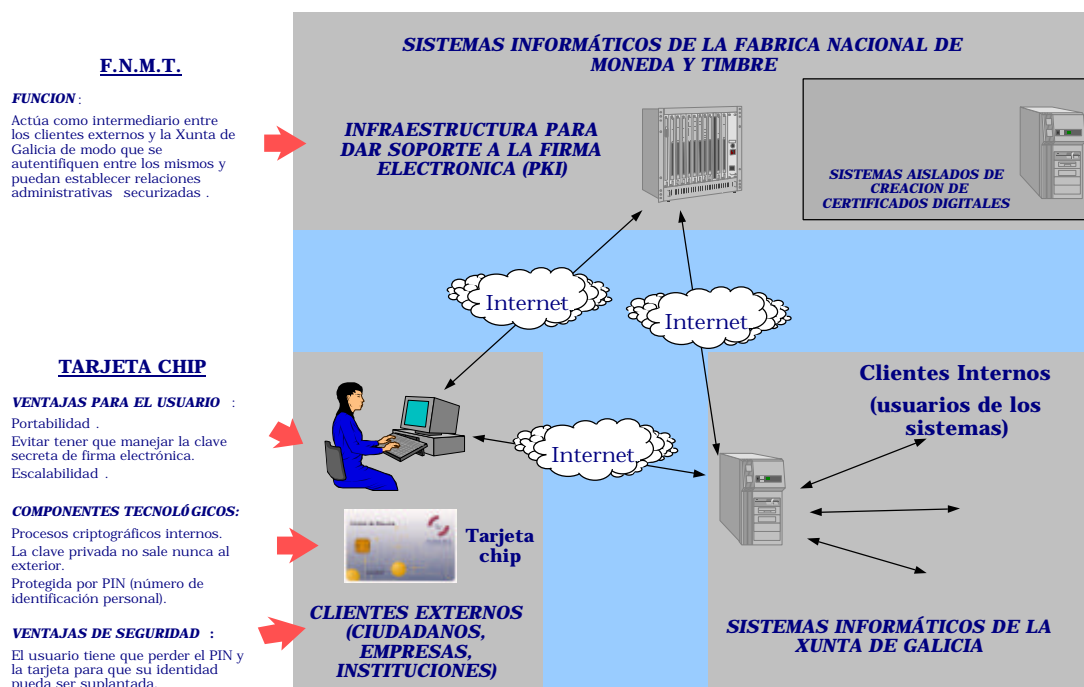 F.N.M.T.
FUNCION :
Actúa como intermediario entre
los clientes externos y la Xunta de
Galicia de modo que se
autentifiquen entre los mismos y
puedan establecer relaciones
administrativas securizadas .
TARJETA CHIP
VENTAJAS PARA EL USUARIO :
Portabilidad .
Evitar tener que manejar la clave
secreta de firma electrónica.
Escalabilidad .
COMPONENTES TECNOLÓGICOS:
Procesos criptográficos internos.
La clave privada no sale nunca al
exterior.
Protegida por PIN (número de
identificación personal).
VENTAJAS DE SEGURIDAD :
El usuario tiene que perder el PIN y
la tarjeta para que su identidad
pueda ser suplantada.
SISTEMAS INFORMÁTICOS DE LA FABRICA NACIONAL DE
MONEDA Y TIMBRE
INFRAESTRUCTURA PARA
DAR SOPORTE A LA FIRMA
ELECTRONICA (PKI)
SISTEMAS AISLADOS DE
CREACION DE
CERTIFICADOS DIGITALES
Internet
Internet
Internet
Clientes Internos
(usuarios de los
sistemas)
Tarjeta
chip
CLIENTES EXTERNOS
(CIUDADANOS,
EMPRESAS,
INSTITUCIONES)
SISTEMAS INFORMÁTICOS DE LA
XUNTA DE GALICIA